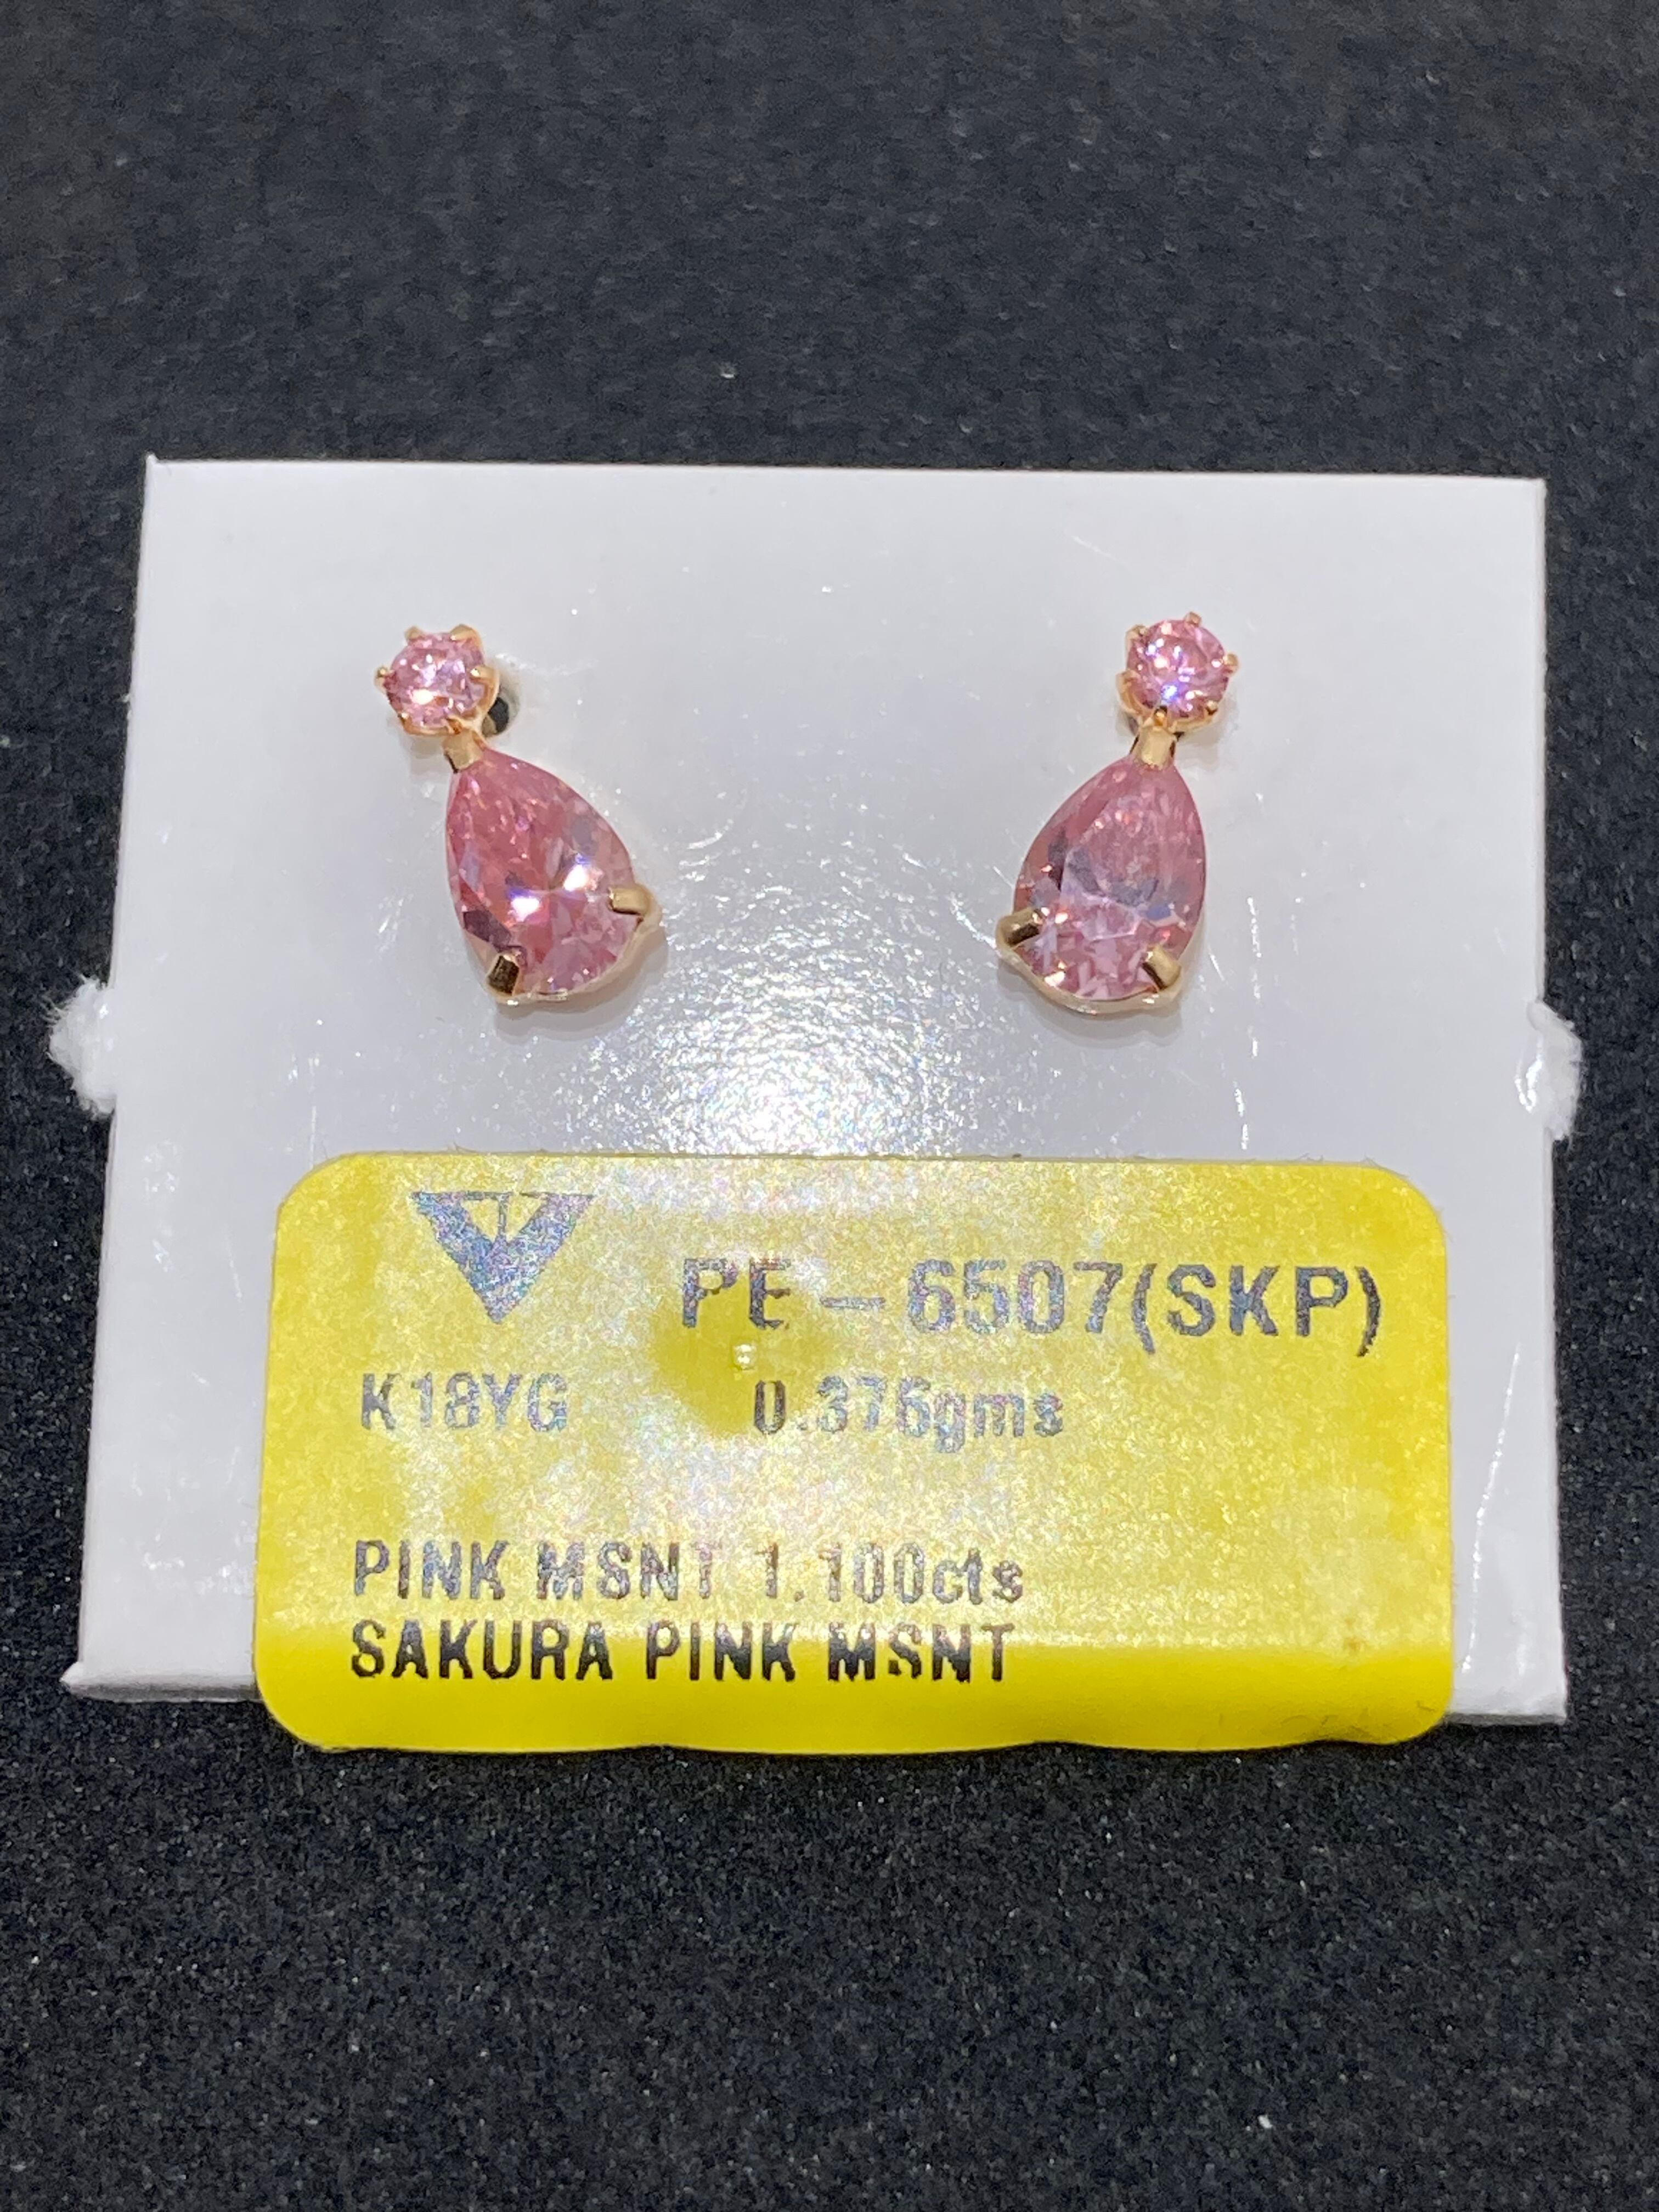 PE-6507(SKP)
K18YG 0.375gms
PINK MSNT 1.100cts
SAKURA PINK MSNT